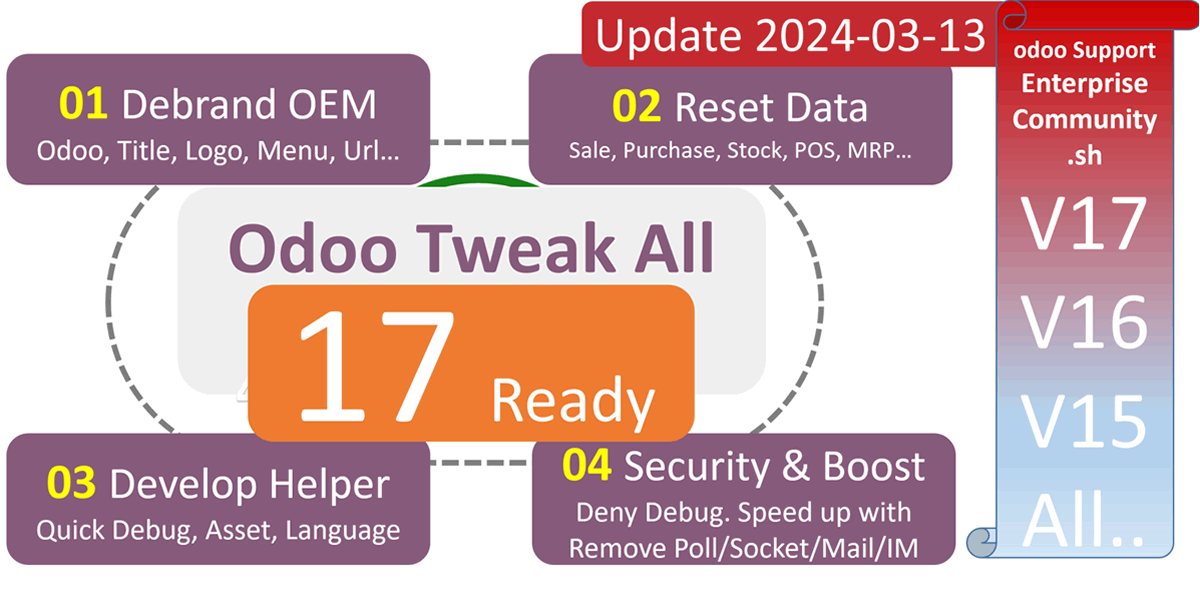 Update 2024-03-13
01 Debrand OEM
Odoo, Title, Logo, Menu, Url...
02 Reset Data
Sale, Purchase, Stock, POS, MRP...
Odoo Tweak All
17 Ready
03 Develop Helper
Quick Debug, Asset, Language
04 Security & Boost
Deny Debug. Speed up with
Remove Poll/Socket/Mail/IM
odoo Support
Enterprise
Community
.sh
V17
V16
V15
All..